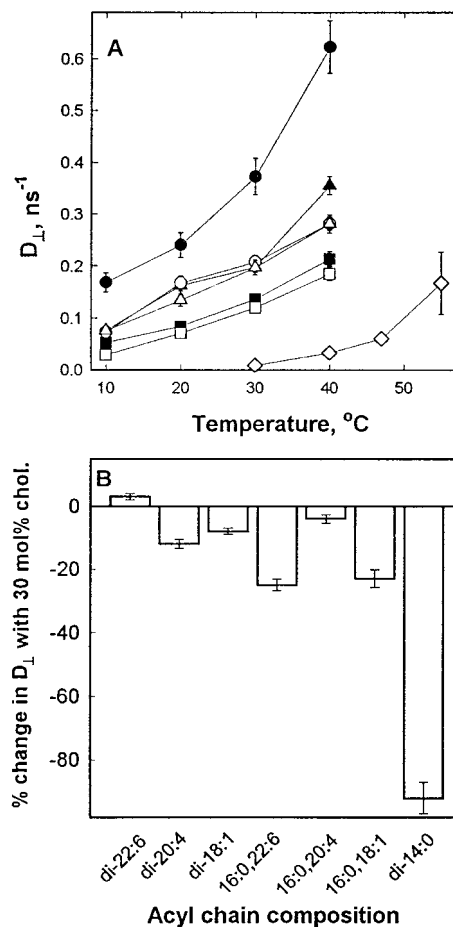 A
D⊥, ns⁻¹
0.6
0.5
0.4
0.3
0.2
0.1
0.0
10 20 30 40 50
Temperature, °C
B
% change in D⊥ with 30 mol% chol.
0
-20
-40
-60
-80
di-22:6
di-20:4
di-18:1
16:0,22:6
16:0,20:4
16:0,18:1
di-14:0
Acyl chain composition